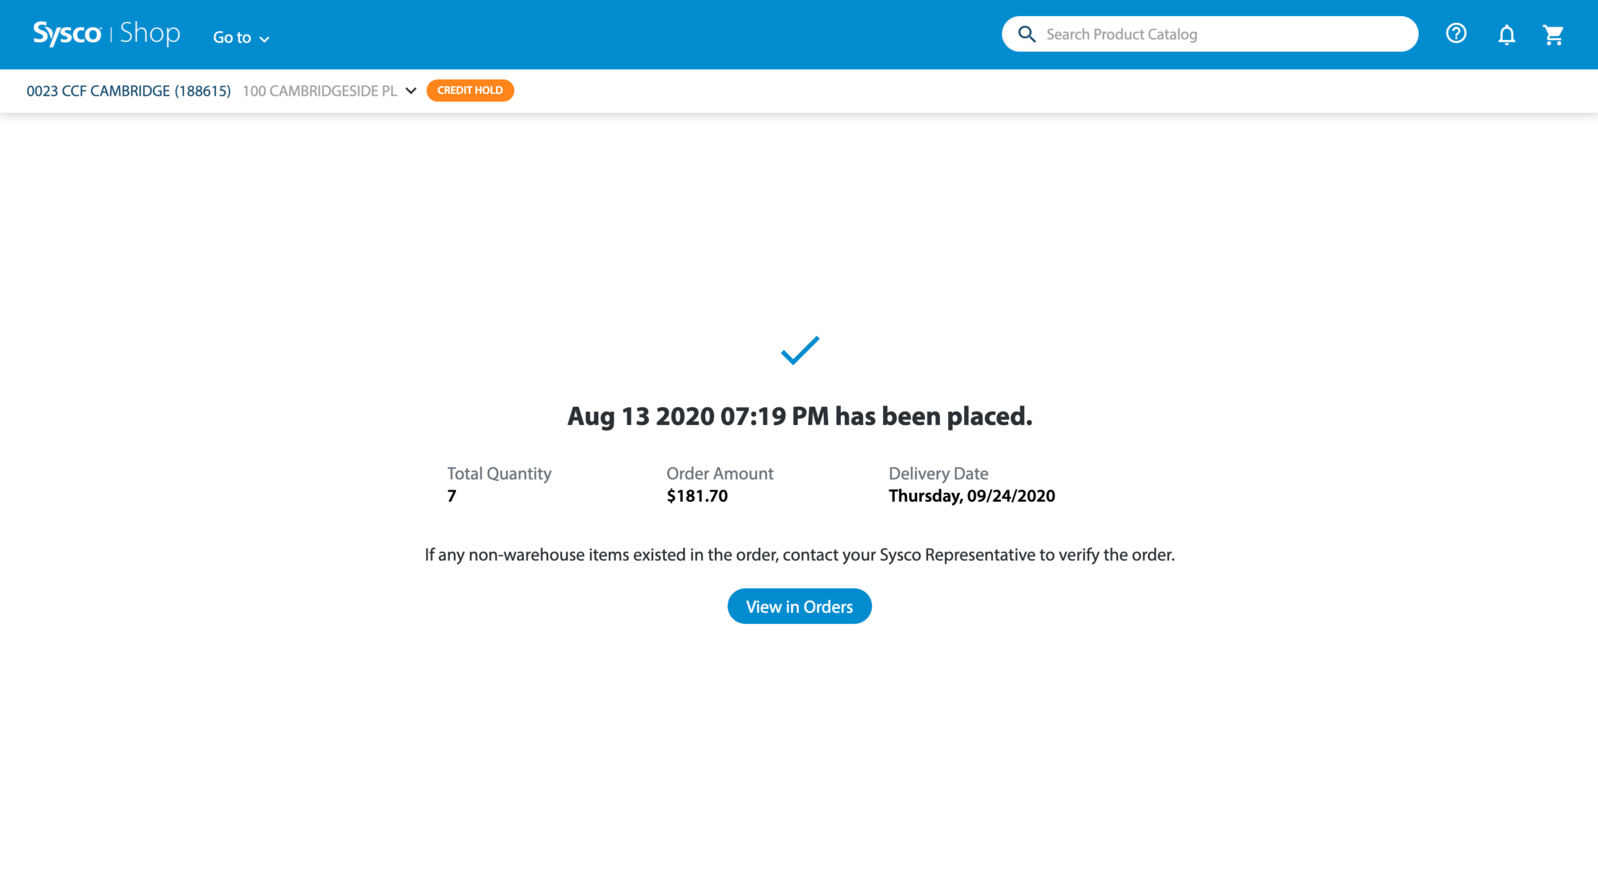 Sysco | Shop
Go to
Search Product Catalog
0023 CCF CAMBRIDGE (188615) 100 CAMBRIDGESIDE PL CREDIT HOLD
Aug 13 2020 07:19 PM has been placed.
Total Quantity Order Amount Delivery Date
7 $181.70 Thursday, 09/24/2020
If any non-warehouse items existed in the order, contact your Sysco Representative to verify the order.
View in Orders